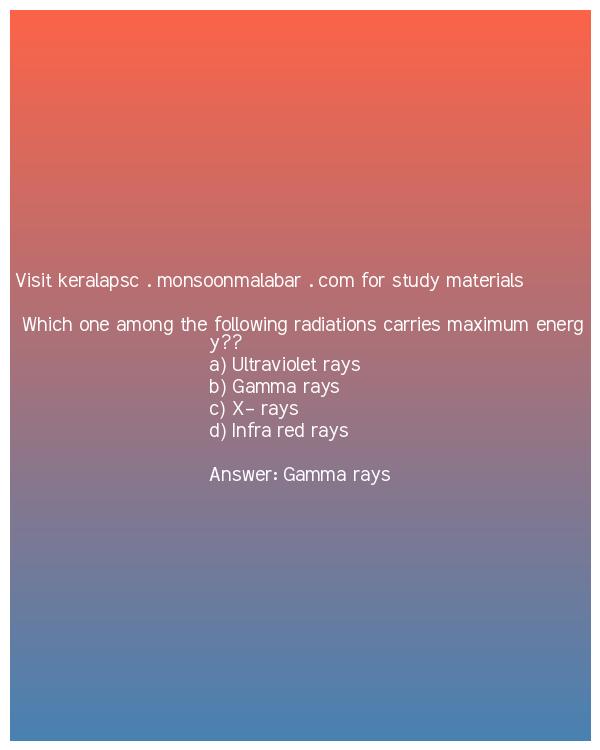 Visit keralapsc . monsoonmalabar . com for study materials
Which one among the following radiations carries maximum energ
y??
a) Ultraviolet rays
b) Gamma rays
c) X- rays
d) Infra red rays
Answer: Gamma rays